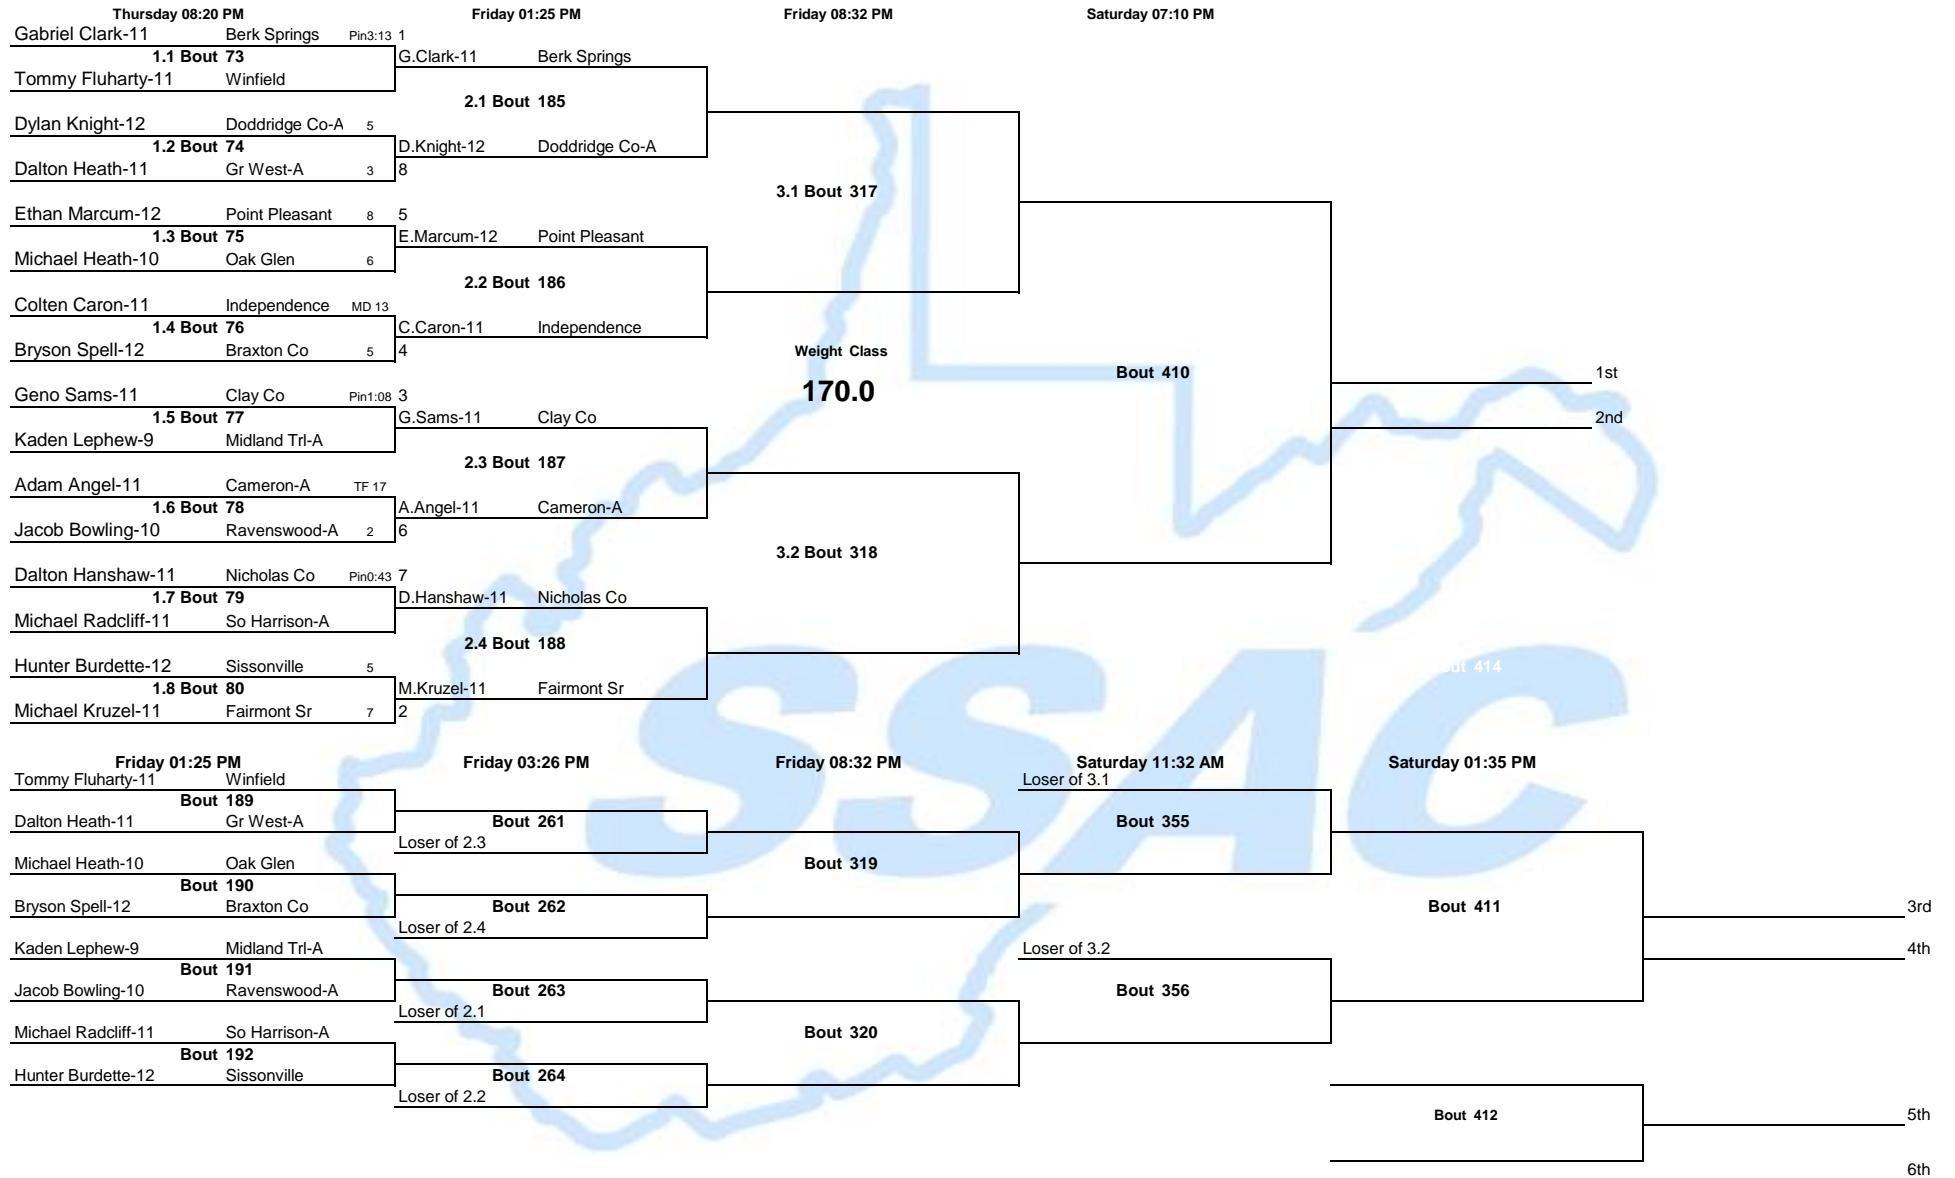 Thursday 08:20 PM Friday 01:25 PM Friday 08:32 PM Saturday 07:10 PM
Gabriel Clark-11 Berk Springs Pin3:13 1
1.1 Bout 73 G.Clark-11 Berk Springs
Tommy Fluharty-11 Winfield
2.1 Bout 185
Dylan Knight-12 Doddridge Co-A 5
1.2 Bout 74 D.Knight-12 Doddridge Co-A
Dalton Heath-11 Gr West-A 3 8
3.1 Bout 317
Ethan Marcum-12 Point Pleasant 8 5
1.3 Bout 75 E.Marcum-12 Point Pleasant
Michael Heath-10 Oak Glen 6
2.2 Bout 186
Colten Caron-11 Independence MD 13
1.4 Bout 76 C.Caron-11 Independence
Bryson Spell-12 Braxton Co 5 4 Weight Class
Bout 410 1st
Geno Sams-11 Clay Co Pin1:08 3 170.0
1.5 Bout 77 G.Sams-11 Clay Co 2nd
Kaden Lephew-9 Midland Trl-A
2.3 Bout 187
Adam Angel-11 Cameron-A TF 17
1.6 Bout 78 A.Angel-11 Cameron-A
Jacob Bowling-10 Ravenswood-A 2 6
3.2 Bout 318
Dalton Hanshaw-11 Nicholas Co Pin0:43 7
1.7 Bout 79 D.Hanshaw-11 Nicholas Co
Michael Radcliff-11 So Harrison-A
2.4 Bout 188
Hunter Burdette-12 Sissonville 5 414
1.8 Bout 80 M.Kruzel-11 Fairmont Sr
Michael Kruzel-11 Fairmont Sr 7 2
SSAC
Friday 01:25 PM Friday 03:26 PM Friday 08:32 PM Saturday 11:32 AM Saturday 01:35 PM
Tommy Fluharty-11 Winfield Loser of 3.1
Bout 189
Dalton Heath-11 Gr West-A Bout 261 Bout 355
Loser of 2.3
Michael Heath-10 Oak Glen Bout 319
Bout 190
Bryson Spell-12 Braxton Co Bout 262 Bout 411 3rd
Loser of 2.4
Kaden Lephew-9 Midland Trl-A Loser of 3.2 4th
Bout 191
Jacob Bowling-10 Ravenswood-A Bout 263 Bout 356
Loser of 2.1
Michael Radcliff-11 So Harrison-A Bout 320
Bout 192
Hunter Burdette-12 Sissonville Bout 264
Loser of 2.2
Bout 412 5th
6th